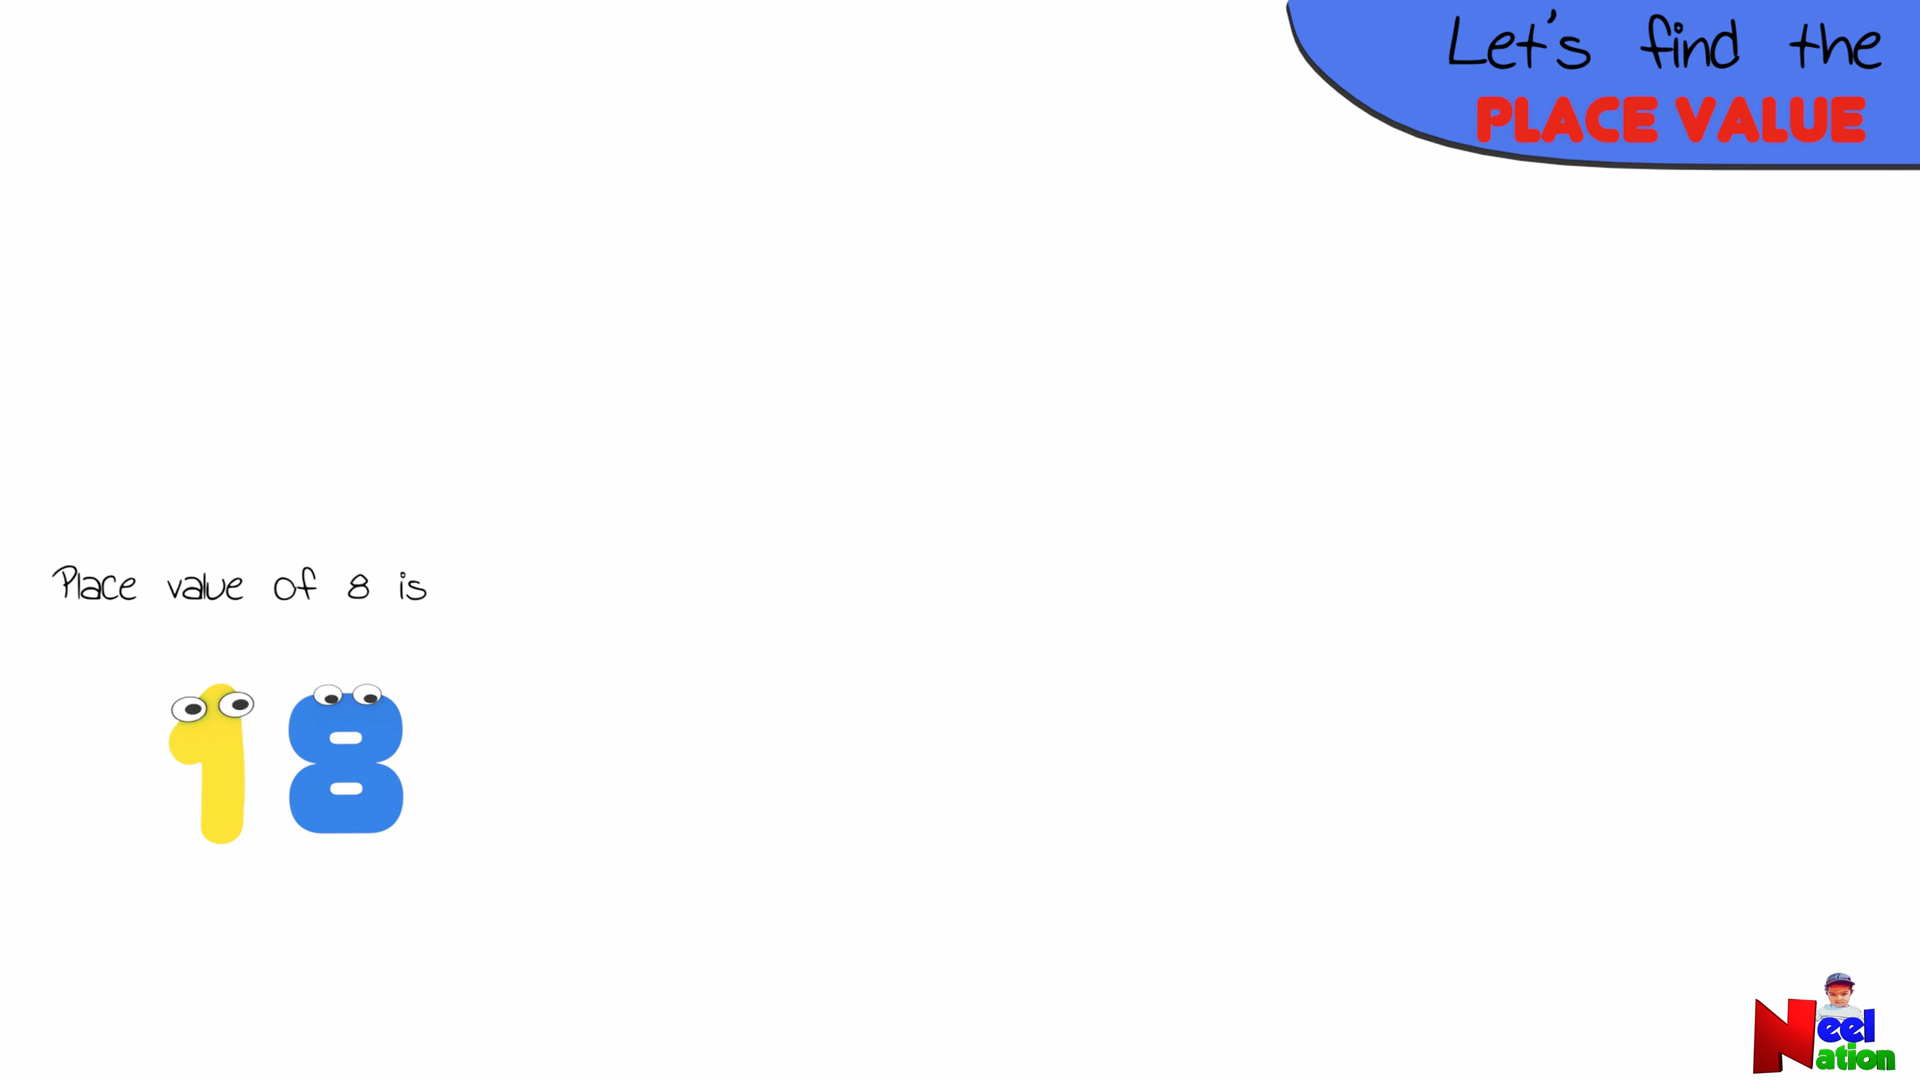 Let's find the
PLACE VALUE
Place value of 8 is
18
Neel
Nation